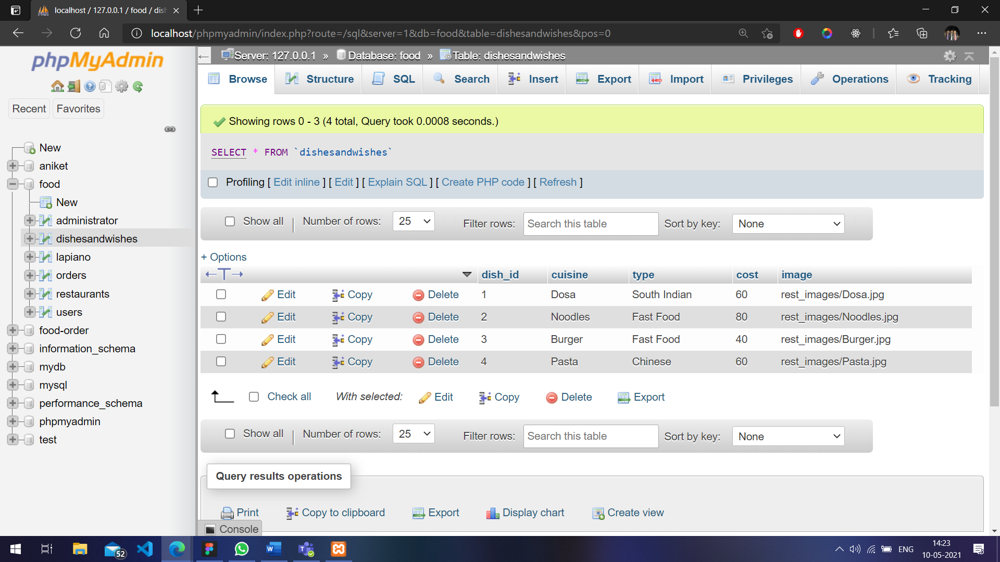 localhost / 127.0.0.1 / food / dish
localhost/phpmyadmin/index.php?route=/sql&server=1&db=food&table=dishesandwishes&pos=0
phpMyAdmin
Recent Favorites
New
aniket
food
New
administrator
dishesandwishes
lapiano
orders
restaurants
users
food-order
information_schema
mydb
mysql
performance_schema
phpmyadmin
test
Server: 127.0.0.1 » Database: food » Table: dishesandwishes
Browse Structure SQL Search Insert Export Import Privileges Operations Tracking
Showing rows 0 - 3 (4 total, Query took 0.0008 seconds.)
SELECT * FROM `dishesandwishes`
Profiling [ Edit inline ] [ Edit ] [ Explain SQL ] [ Create PHP code ] [ Refresh ]
Show all | Number of rows: 25 Filter rows: Search this table Sort by key: None
+ Options
←T→ dish_id cuisine type cost image
Edit Copy Delete 1 Dosa South Indian 60 rest_images/Dosa.jpg
Edit Copy Delete 2 Noodles Fast Food 80 rest_images/Noodles.jpg
Edit Copy Delete 3 Burger Fast Food 40 rest_images/Burger.jpg
Edit Copy Delete 4 Pasta Chinese 60 rest_images/Pasta.jpg
Check all With selected: Edit Copy Delete Export
Show all | Number of rows: 25 Filter rows: Search this table Sort by key: None
Query results operations
Print Copy to clipboard Export Display chart Create view
Console
52
ENG
14:23
10-05-2021